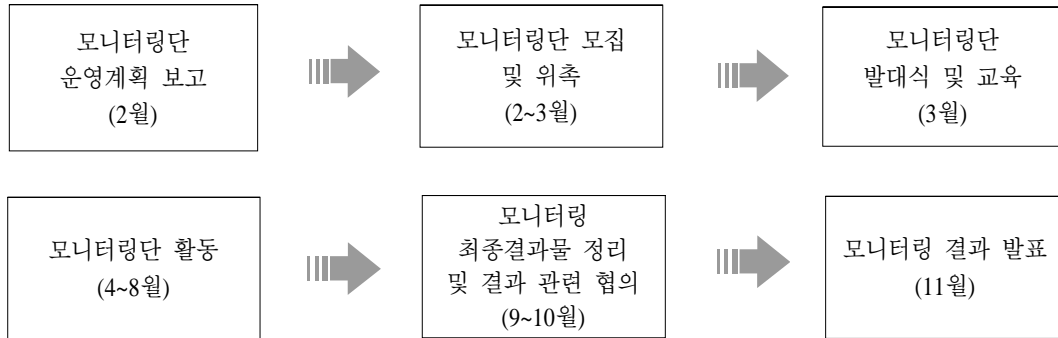 모니터링단
운영계획 보고
(2월)
모니터링단 모집
및 위촉
(2~3월)
모니터링단
발대식 및 교육
(3월)
모니터링단 활동
(4~8월)
모니터링
최종결과물 정리
및 결과 관련 협의
(9~10월)
모니터링 결과 발표
(11월)